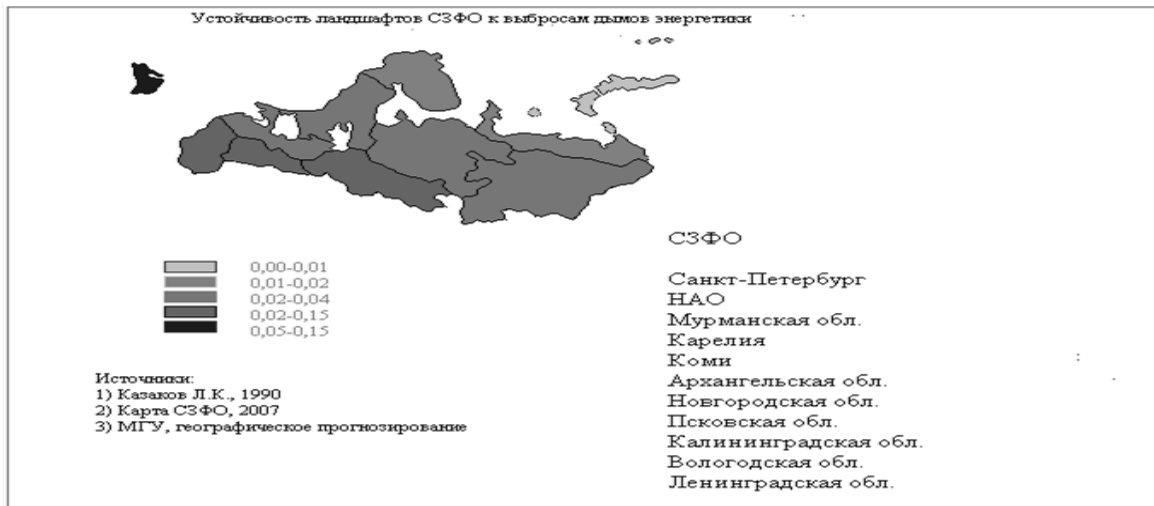 Устойчивость ландшафтов СЗФО к выбросам дымов энергетики
0,00-0,01
0,01-0,02
0,02-0,04
0,02-0,15
0,05-0,15
Источники:
1) Казаков Л.К., 1990
2) Карта СЗФО, 2007
3) МГУ, географическое прогнозирование
СЗФО
Санкт-Петербург
НАО
Мурманская обл.
Карелия
Коми
Архангельская обл.
Новгородская обл.
Псковская обл.
Калининградская обл.
Вологодская обл.
Ленинградская обл.